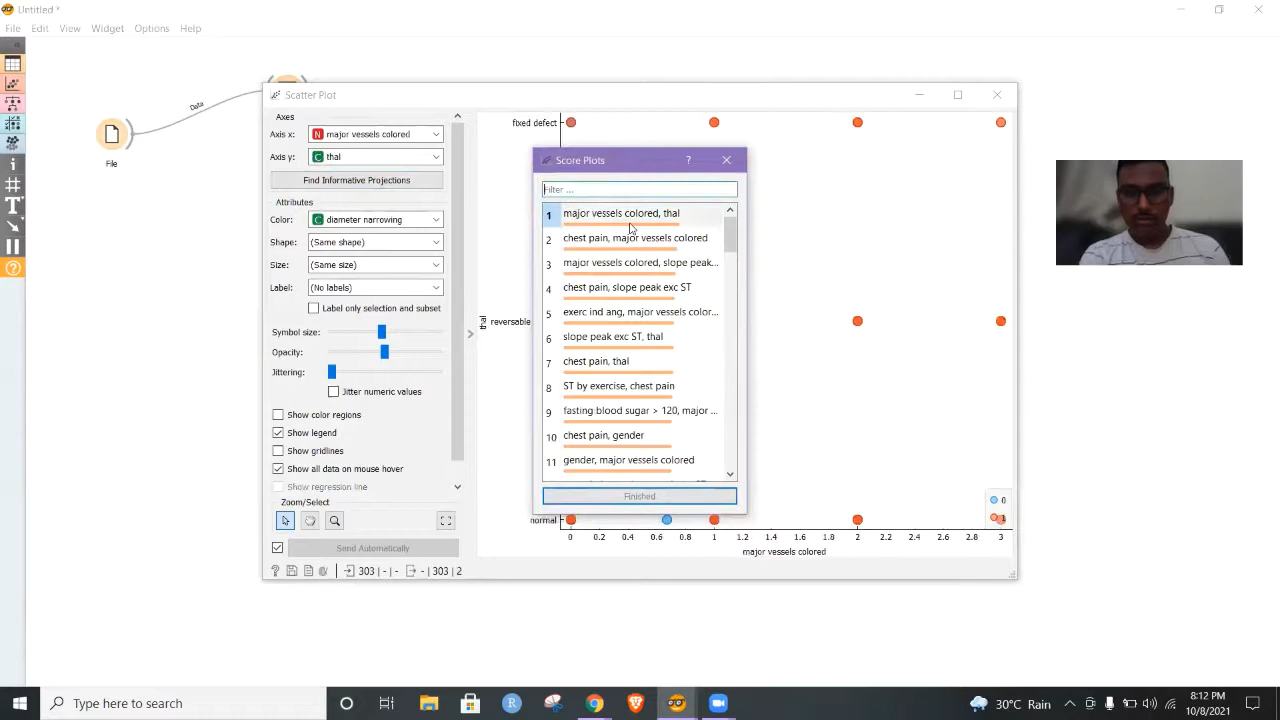 Untitled *
File Edit View Widget Options Help
Data
File
Scatter Plot
Axes
Axis x: N major vessels colored
Axis y: C thal
Find Informative Projections
Attributes
Color: C diameter narrowing
Shape: (Same shape)
Size: (Same size)
Label: (No labels)
Label only selection and subset
Symbol size:
Opacity:
Jittering:
Jitter numeric values
Show color regions
Show legend
Show gridlines
Show all data on mouse hover
Show regression line
Zoom/Select
Send Automatically
303 | - | - - | 303 | 2
fixed defect
thal
reversable
normal
0 0.2 0.4 0.6 0.8 1 1.2 1.4 1.6 1.8 2 2.2 2.4 2.6 2.8 3
major vessels colored
0
1
Score Plots
Filter ...
1 major vessels colored, thal
2 chest pain, major vessels colored
3 major vessels colored, slope peak...
4 chest pain, slope peak exc ST
5 exerc ind ang, major vessels color...
6 slope peak exc ST, thal
7 chest pain, thal
8 ST by exercise, chest pain
9 fasting blood sugar > 120, major ...
10 chest pain, gender
11 gender, major vessels colored
Finished
Type here to search
30°C Rain
8:12 PM
10/8/2021